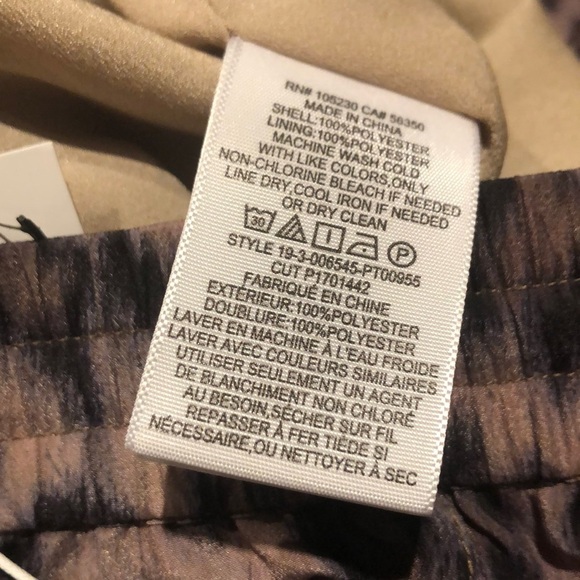 RN# 105230 CA# 56350
MADE IN CHINA
SHELL:100%POLYESTER
LINING:100%POLYESTER
MACHINE WASH COLD
WITH LIKE COLORS,ONLY
NON-CHLORINE BLEACH IF NEEDED
LINE DRY,COOL IRON IF NEEDED
OR DRY CLEAN
30 P
STYLE 19-3-006545-PT00955
CUT P1701442
FABRIQUÉ EN CHINE
EXTÉRIEUR:100%POLYESTER
DOUBLURE:100%POLYESTER
LAVER EN MACHINE À L'EAU FROIDE
LAVER AVEC COULEURS SIMILAIRES
UTILISER SEULEMENT UN AGENT
DE BLANCHIMENT NON CHLORÉ
AU BESOIN,SÉCHER SUR FIL
REPASSER À FER TIÈDE SI
NÉCESSAIRE,OU NETTOYER À SEC